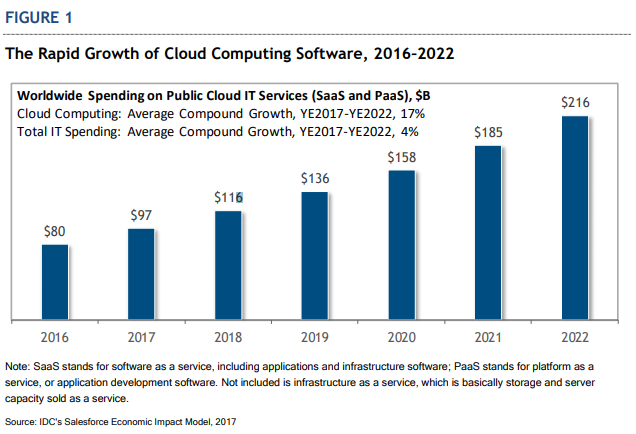 FIGURE 1
The Rapid Growth of Cloud Computing Software, 2016–2022
Worldwide Spending on Public Cloud IT Services (SaaS and PaaS), $B
Cloud Computing: Average Compound Growth, YE2017-YE2022, 17%
Total IT Spending: Average Compound Growth, YE2017-YE2022, 4%
$80
$97
$116
$136
$158
$185
$216
2016
2017
2018
2019
2020
2021
2022
Note: SaaS stands for software as a service, including applications and infrastructure software; PaaS stands for platform as a
service, or application development software. Not included is infrastructure as a service, which is basically storage and server
capacity sold as a service.
Source: IDC's Salesforce Economic Impact Model, 2017